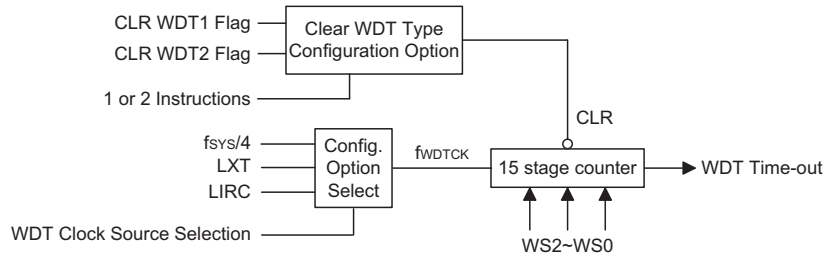 CLR WDT1 Flag
CLR WDT2 Flag
1 or 2 Instructions
Clear WDT Type
Configuration Option
CLR
fSYS/4
LXT
LIRC
WDT Clock Source Selection
Config.
Option
Select
fWDTCK
15 stage counter
WDT Time-out
WS2~WS0